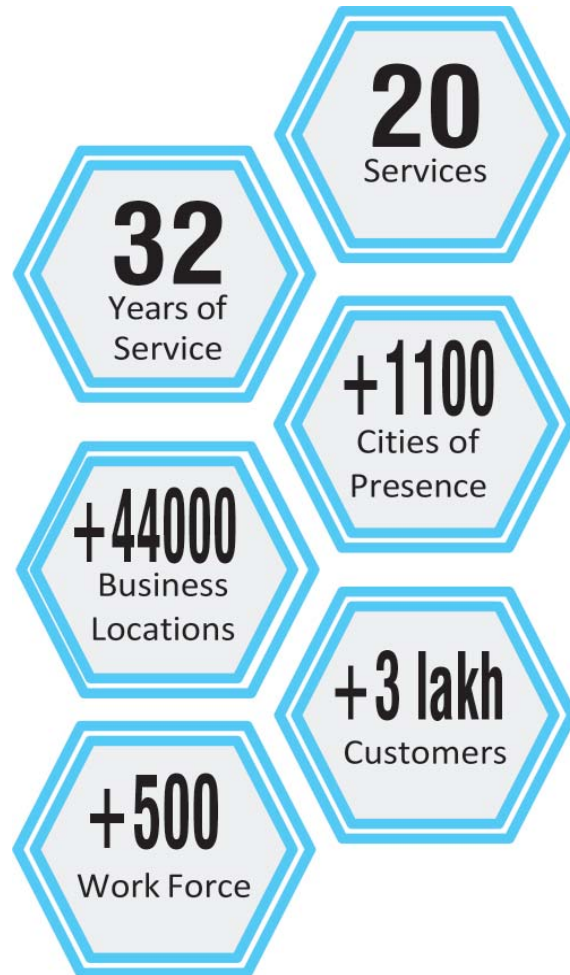 20
Services
32
Years of
Service
+1100
Cities of
Presence
+44000
Business
Locations
+3 lakh
Customers
+500
Work Force